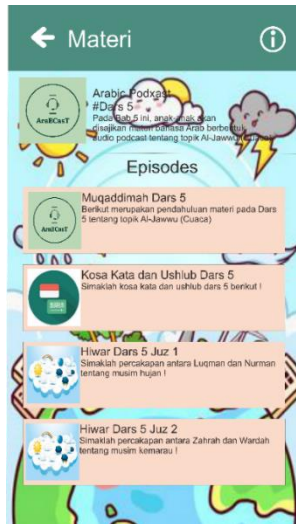 Materi
Arabic Podxast
#Dars 5
Pada Bab 5 ini, anak-anak akan
disajikan materi bahasa Arab berbentuk
audio podcast tentang topik Al-Jawwu
AraBCasT
Episodes
Muqaddimah Dars 5
Berikut merupakan pendahuluan materi pada Dars
5 tentang topik Al-Jawwu (Cuaca)
AraBCasT
Kosa Kata dan Ushlub Dars 5
Simaklah kosa kata dan ushlub dars 5 berikut !
Hiwar Dars 5 Juz 1
Simaklah percakapan antara Luqman dan Nurman
tentang musim hujan !
Hiwar Dars 5 Juz 2
Simaklah percakapan antara Zahrah dan Wardah
tentang musim kemarau !